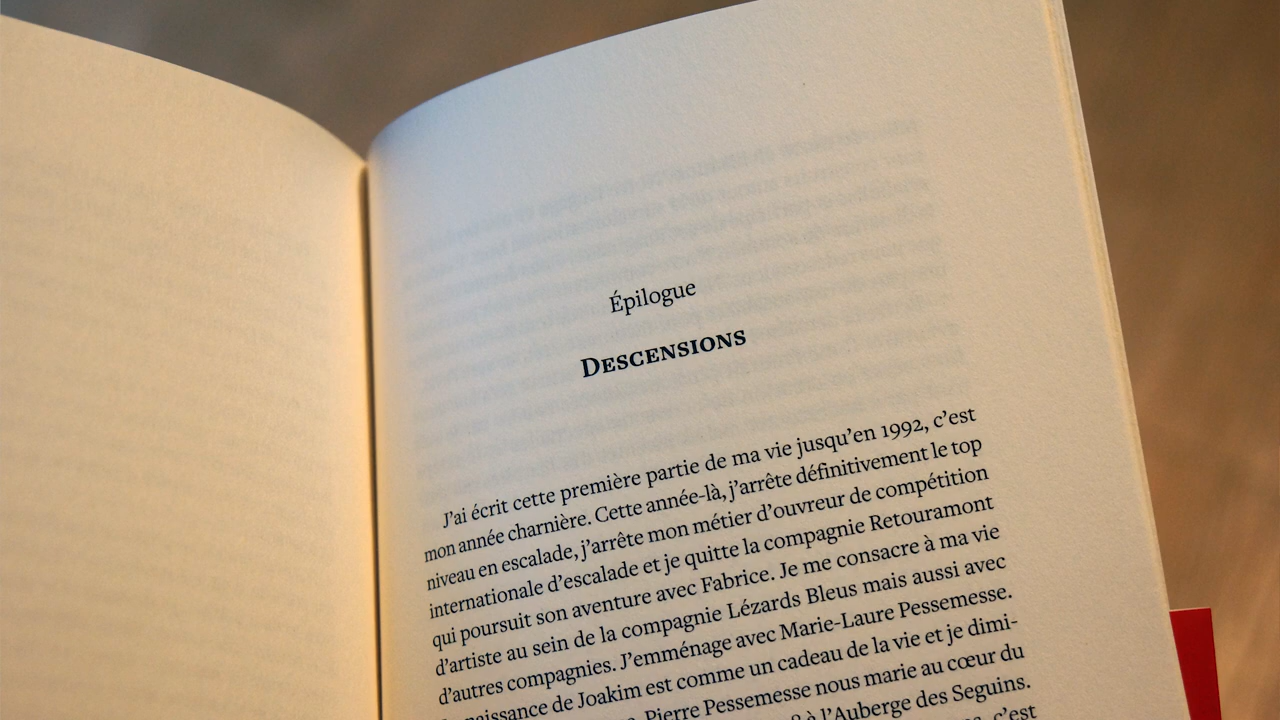 Épilogue
Descensions
J'ai écrit cette première partie de ma vie jusqu'en 1992, c'est
mon année charnière. Cette année-là, j'arrête définitivement le top
niveau en escalade, j'arrête mon métier d'ouvreur de compétition
internationale d'escalade et je quitte la compagnie Retouramont
qui poursuit son aventure avec Fabrice. Je me consacre à ma vie
d'artiste au sein de la compagnie Lézards Bleus mais aussi avec
d'autres compagnies. J'emménage avec Marie-Laure Pessemesse.
naissance de Joakim est comme un cadeau de la vie et je dimi-
Pierre Pessemesse nous marie au cœur du
à l'Auberge des Seguins.
c'est